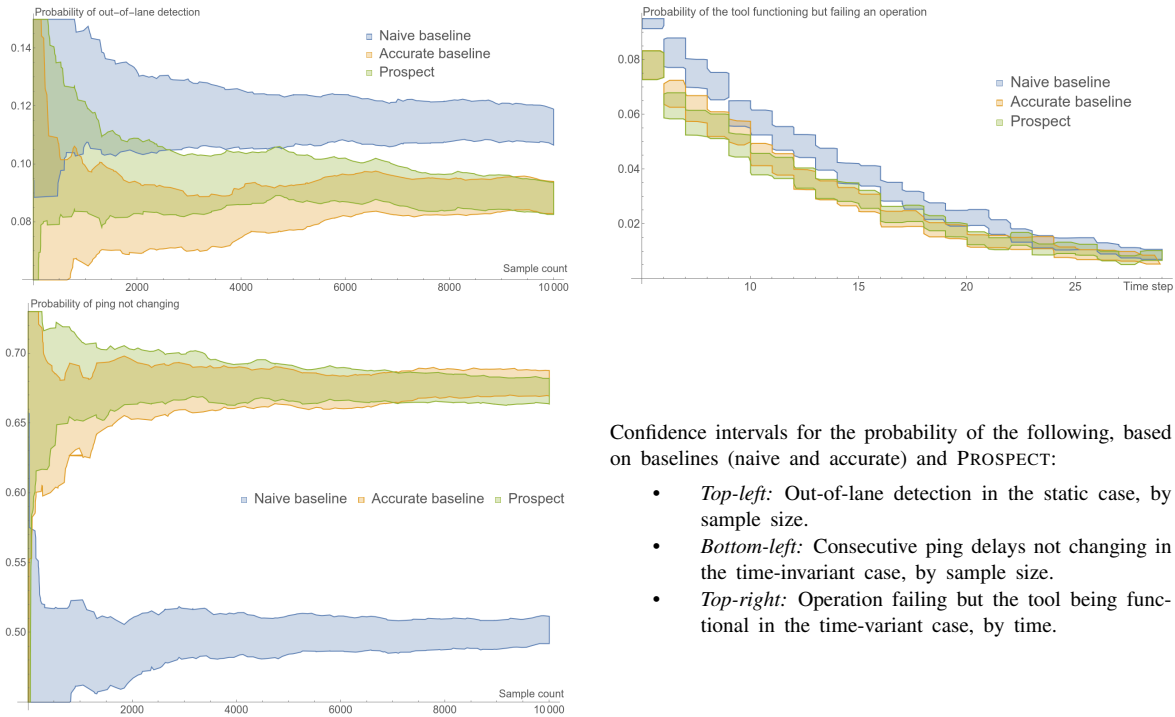 Probability of out-of-lane detection
0.14
0.12
0.10
0.08
Naive baseline
Accurate baseline
Prospect
Sample count
2000
4000
6000
8000
10 000
Probability of the tool functioning but failing an operation
0.08
0.06
0.04
0.02
Naive baseline
Accurate baseline
Prospect
10
15
20
25
Time step
Probability of ping not changing
0.70
0.65
0.60
0.55
0.50
Naive baseline Accurate baseline Prospect
Sample count
2000
4000
6000
8000
10 000
Confidence intervals for the probability of the following, based
on baselines (naive and accurate) and PROSPECT:
• Top-left: Out-of-lane detection in the static case, by
sample size.
• Bottom-left: Consecutive ping delays not changing in
the time-invariant case, by sample size.
• Top-right: Operation failing but the tool being func-
tional in the time-variant case, by time.